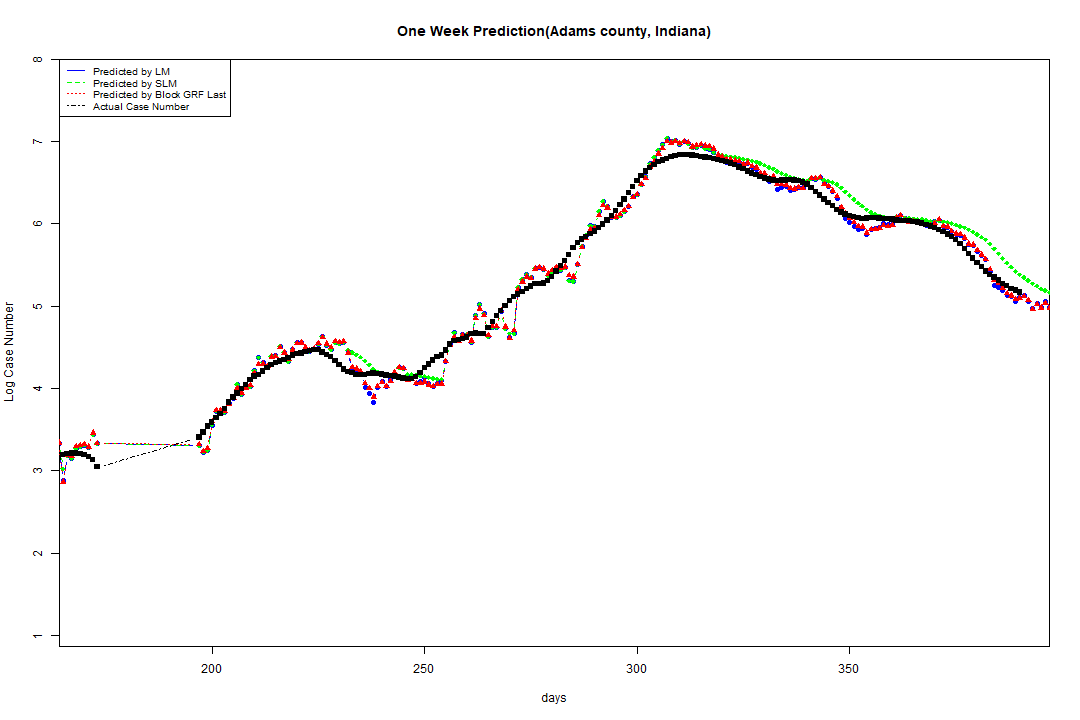 One Week Prediction(Adams county, Indiana)
Predicted by LM
Predicted by SLM
Predicted by Block GRF Last
Actual Case Number
8
7
6
5
4
3
2
1
Log Case Number
200 250 300 350
days